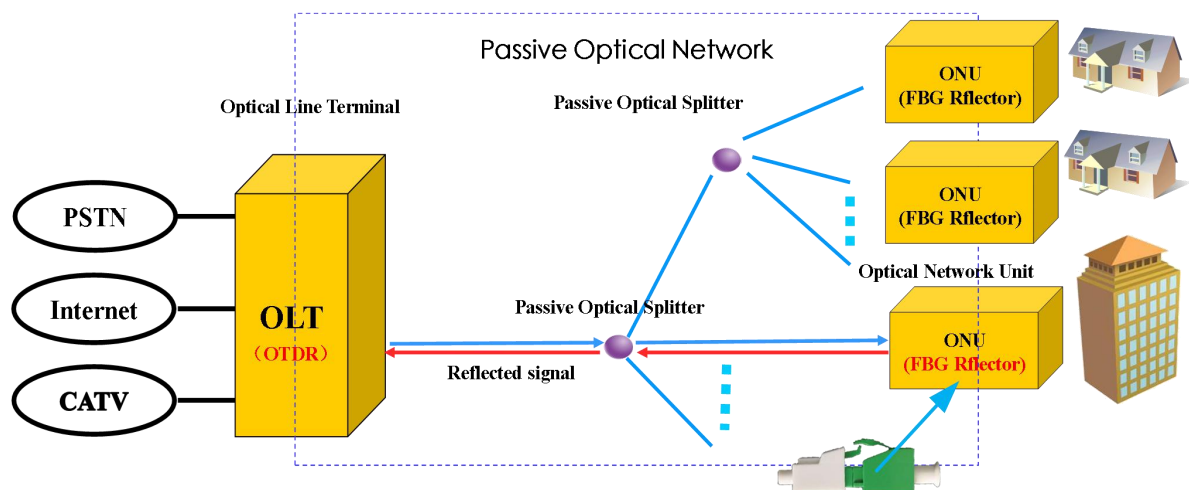 Passive Optical Network
Optical Line Terminal
Passive Optical Splitter
ONU
(FBG Rflector)
ONU
(FBG Rflector)
PSTN
Internet
CATV
OLT
（OTDR）
Passive Optical Splitter
Reflected signal
Optical Network Unit
ONU
(FBG Rflector)